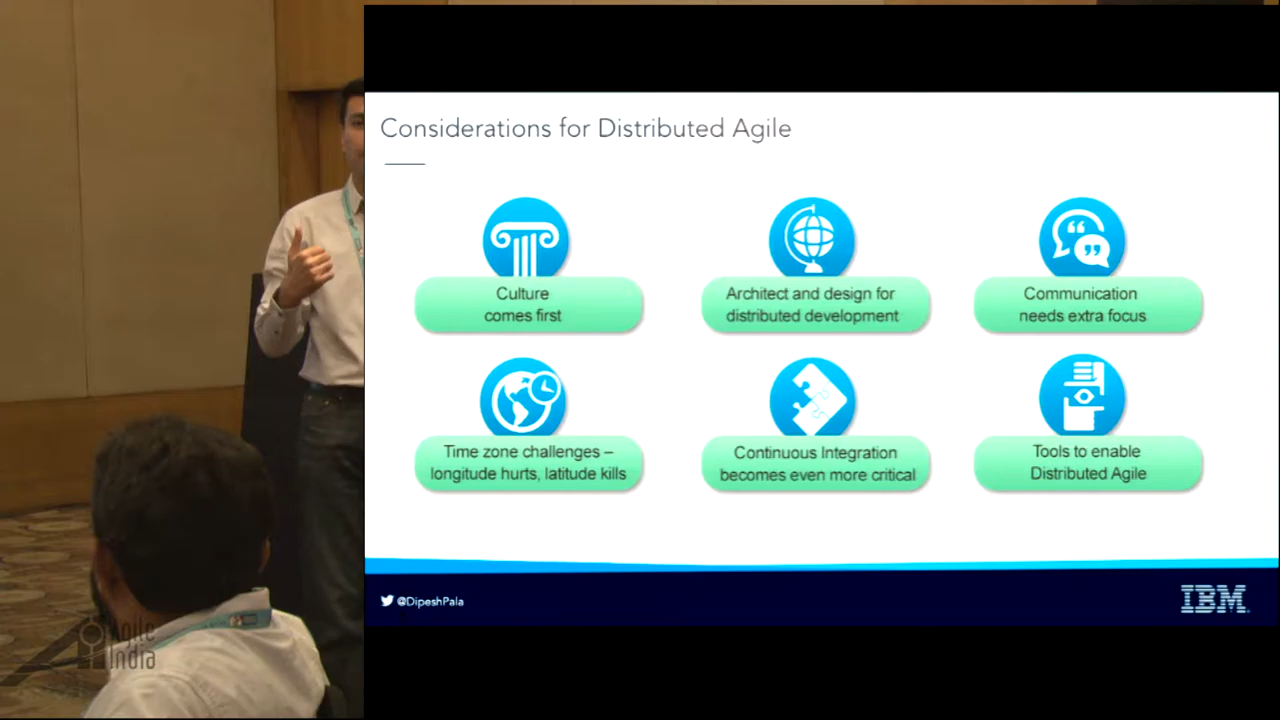 Considerations for Distributed Agile
Culture
comes first
Architect and design for
distributed development
Communication
needs extra focus
Time zone challenges –
longitude hurts, latitude kills
Continuous Integration
becomes even more critical
Tools to enable
Distributed Agile
@DipeshPala
IBM
Agile
India